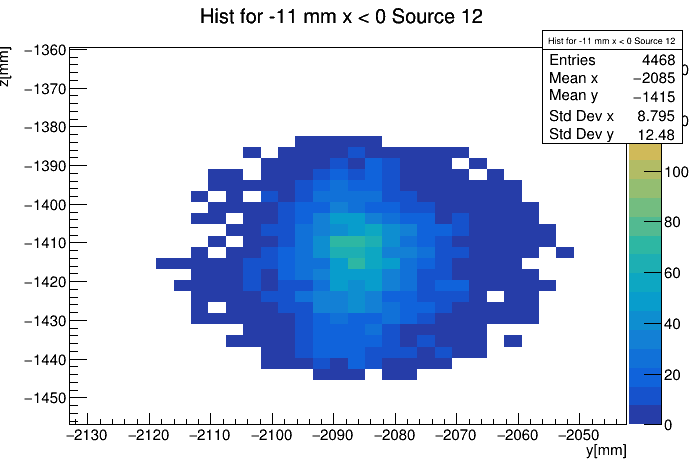 Hist for -11 mm x < 0 Source 12
z[mm]
−1360
−1370
−1380
−1390
−1400
−1410
−1420
−1430
−1440
−1450
Hist for -11 mm x < 0 Source 12
Entries 4468
Mean x −2085
Mean y −1415
Std Dev x 8.795
Std Dev y 12.48
100
80
60
40
20
0
−2130 −2120 −2110 −2100 −2090 −2080 −2070 −2060 −2050
y[mm]